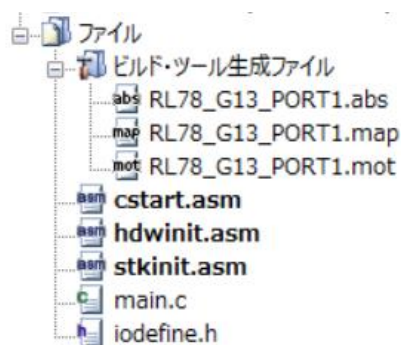 ファイル
ビルド・ツール生成ファイル
abs RL78_G13_PORT1.abs
map RL78_G13_PORT1.map
mot RL78_G13_PORT1.mot
asm cstart.asm
asm hdwinit.asm
asm stkinit.asm
c main.c
h iodefine.h